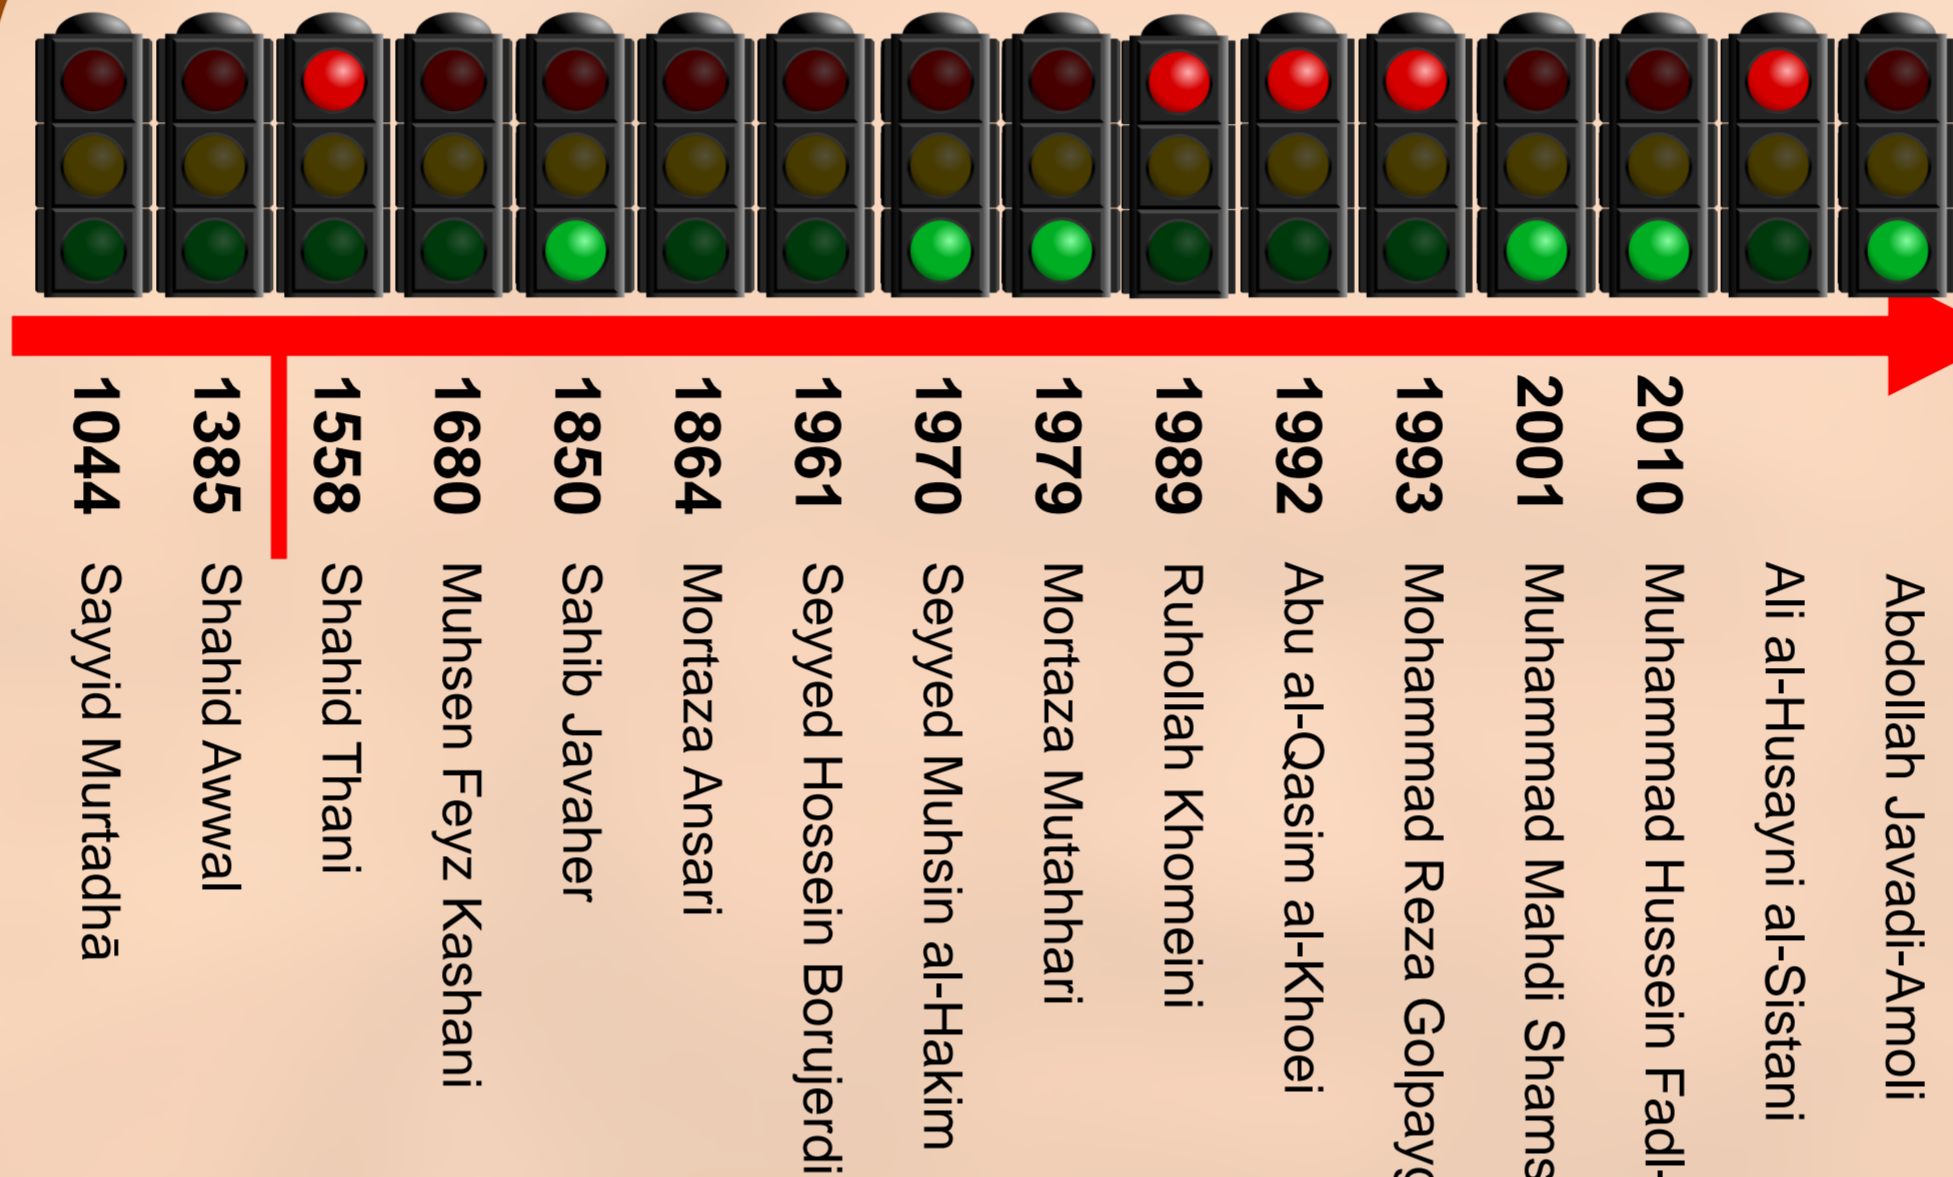 1044 Sayyid Murtadhā
1385 Shahid Awwal
1558 Shahid Thani
1680 Muhsen Feyz Kashani
1850 Sahib Javaher
1864 Mortaza Ansari
1961 Seyyed Hossein Borujerdi
1970 Seyyed Muhsin al-Hakim
1979 Mortaza Mutahhari
1989 Ruhollah Khomeini
1992 Abu al-Qasim al-Khoei
1993 Mohammad Reza
2001 Muhammad Mahdi
2010 Muhammad Hussein
Ali al-Husayni al-Sistani
Abdollah Javadi-Amoli